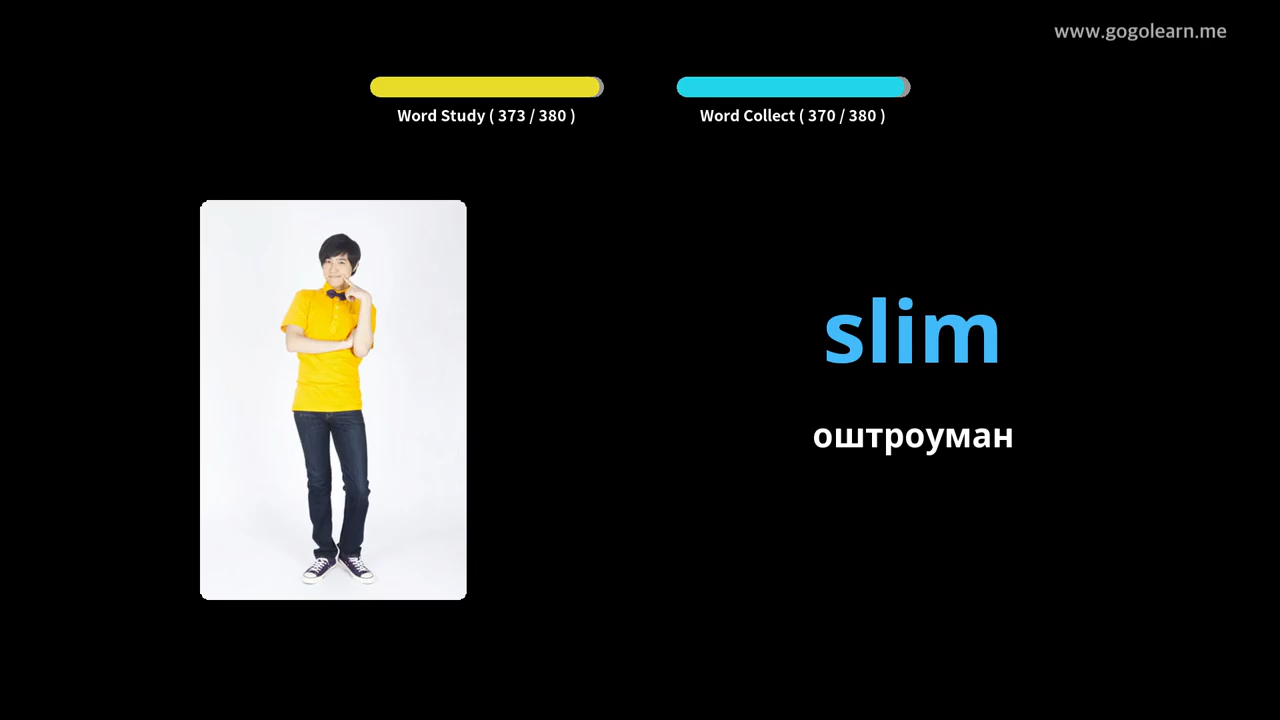 www.gogolearn.me
Word Study ( 373 / 380 )
Word Collect ( 370 / 380 )
slim
оштроуман